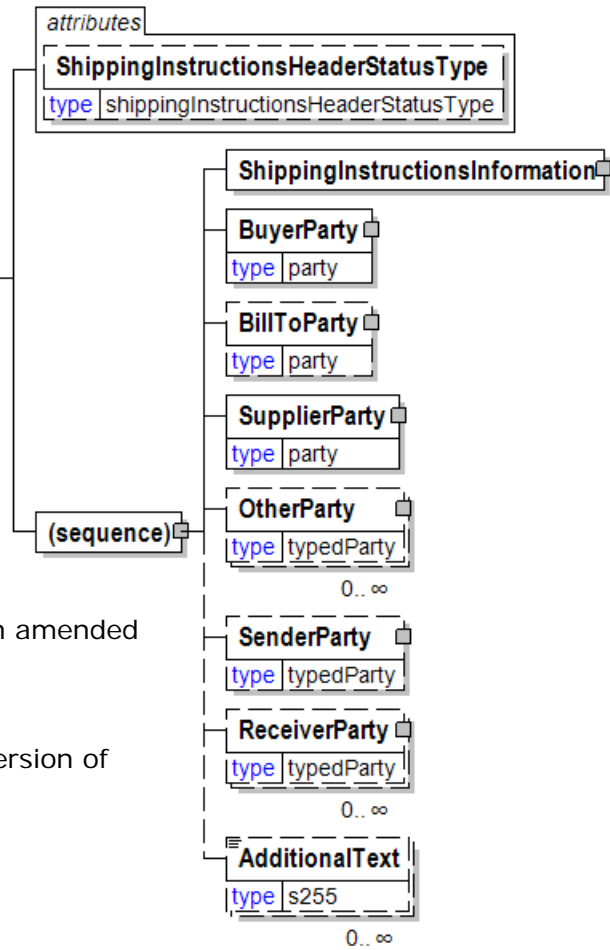 attributes
ShippingInstructionsHeaderStatusType
type shippingInstructionsHeaderStatusType
ShippingInstructionsInformation
BuyerParty
type party
BillToParty
type party
SupplierParty
type party
(sequence)
OtherParty
type typedParty
0.. ∞
n amended
SenderParty
type typedParty
ersion of
ReceiverParty
type typedParty
0.. ∞
AdditionalText
type s255
0.. ∞